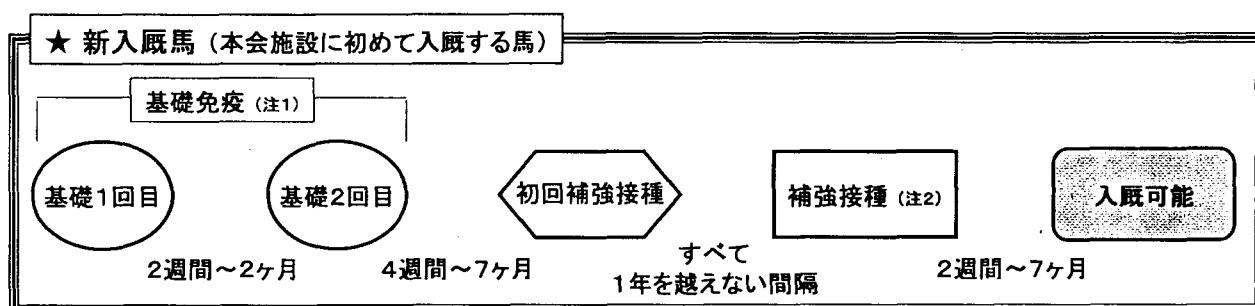 ★ 新入厩馬 (本会施設に初めて入厩する馬)
基礎免疫 (注1)
基礎1回目
基礎2回目
初回補強接種
補強接種 (注2)
入厩可能
2週間～2ヶ月
4週間～7ヶ月
すべて
1年を越えない間隔
2週間～7ヶ月